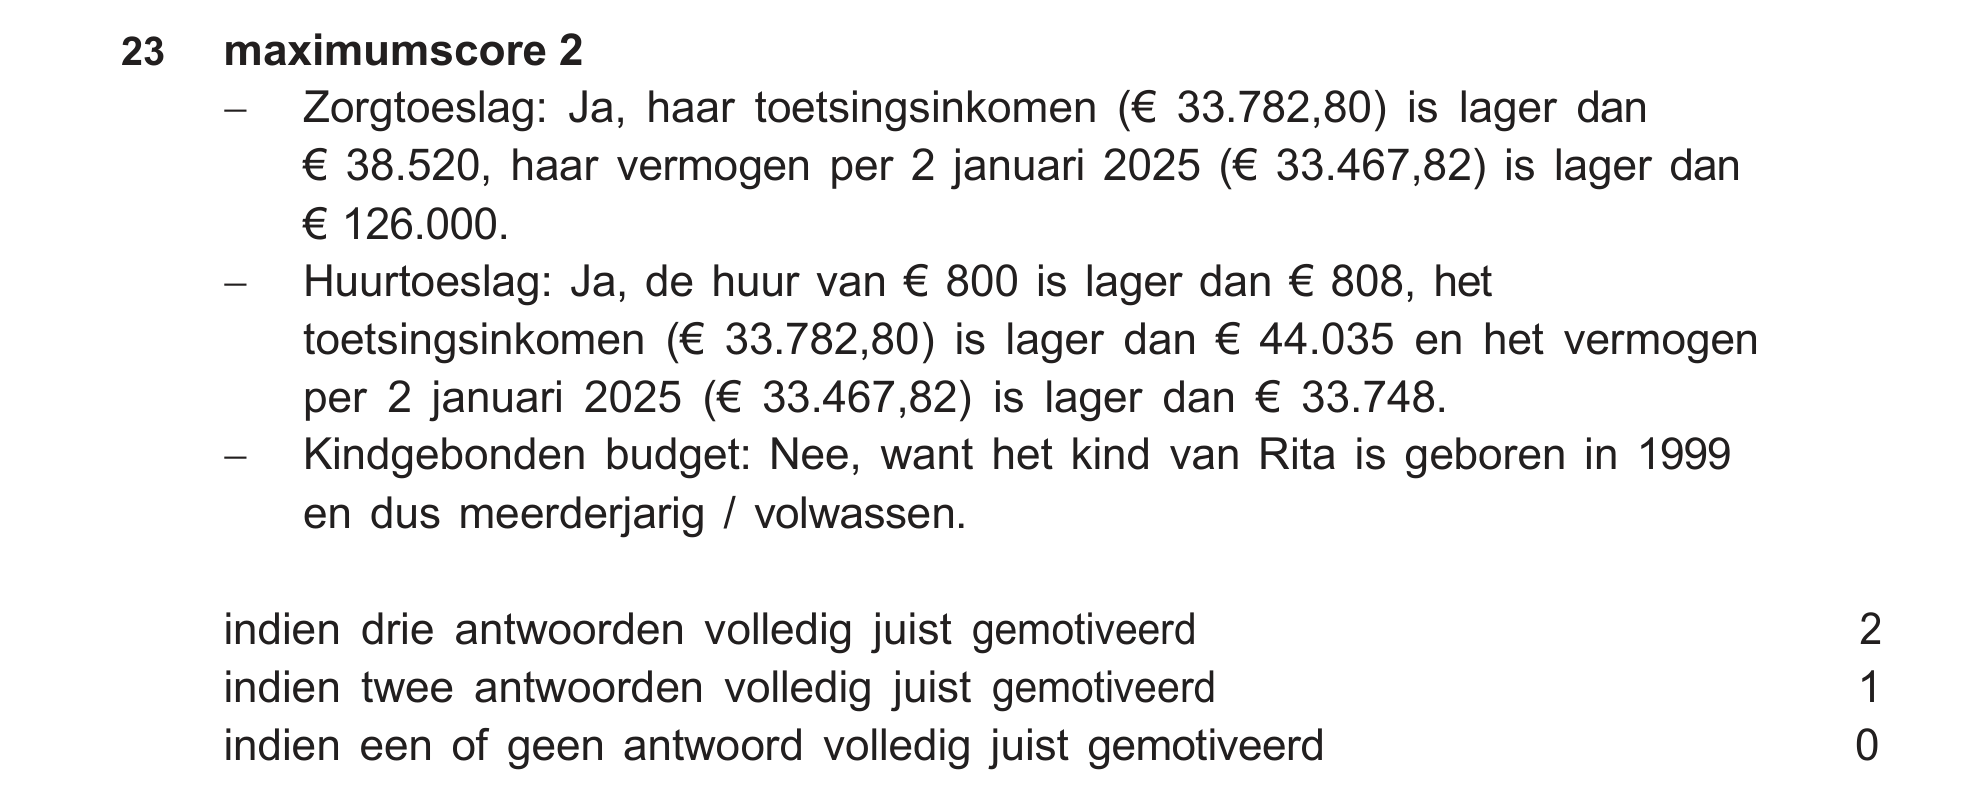 23 maximumscore 2
– Zorgtoeslag: Ja, haar toetsingsinkomen (€ 33.782,80) is lager dan
€ 38.520, haar vermogen per 2 januari 2025 (€ 33.467,82) is lager dan
€ 126.000.
– Huurtoeslag: Ja, de huur van € 800 is lager dan € 808, het
toetsingsinkomen (€ 33.782,80) is lager dan € 44.035 en het vermogen
per 2 januari 2025 (€ 33.467,82) is lager dan € 33.748.
– Kindgebonden budget: Nee, want het kind van Rita is geboren in 1999
en dus meerderjarig / volwassen.
indien drie antwoorden volledig juist gemotiveerd 2
indien twee antwoorden volledig juist gemotiveerd 1
indien een of geen antwoord volledig juist gemotiveerd 0